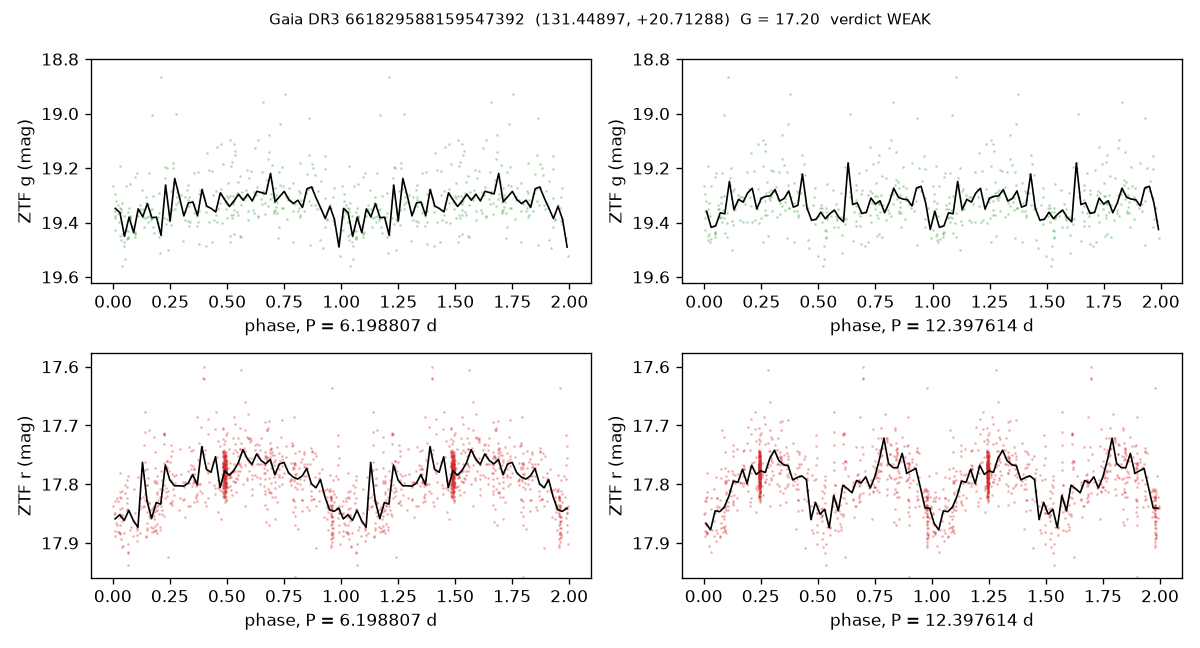 Gaia DR3 661829588159547392 (131.44897, +20.71288) G = 17.20 verdict WEAK
18.8
19.0
19.2
19.4
19.6
ZTF g (mag)
0.00 0.25 0.50 0.75 1.00 1.25 1.50 1.75 2.00
phase, P = 6.198807 d
18.8
19.0
19.2
19.4
19.6
ZTF g (mag)
0.00 0.25 0.50 0.75 1.00 1.25 1.50 1.75 2.00
phase, P = 12.397614 d
17.6
17.7
17.8
17.9
ZTF r (mag)
0.00 0.25 0.50 0.75 1.00 1.25 1.50 1.75 2.00
phase, P = 6.198807 d
17.6
17.7
17.8
17.9
ZTF r (mag)
0.00 0.25 0.50 0.75 1.00 1.25 1.50 1.75 2.00
phase, P = 12.397614 d